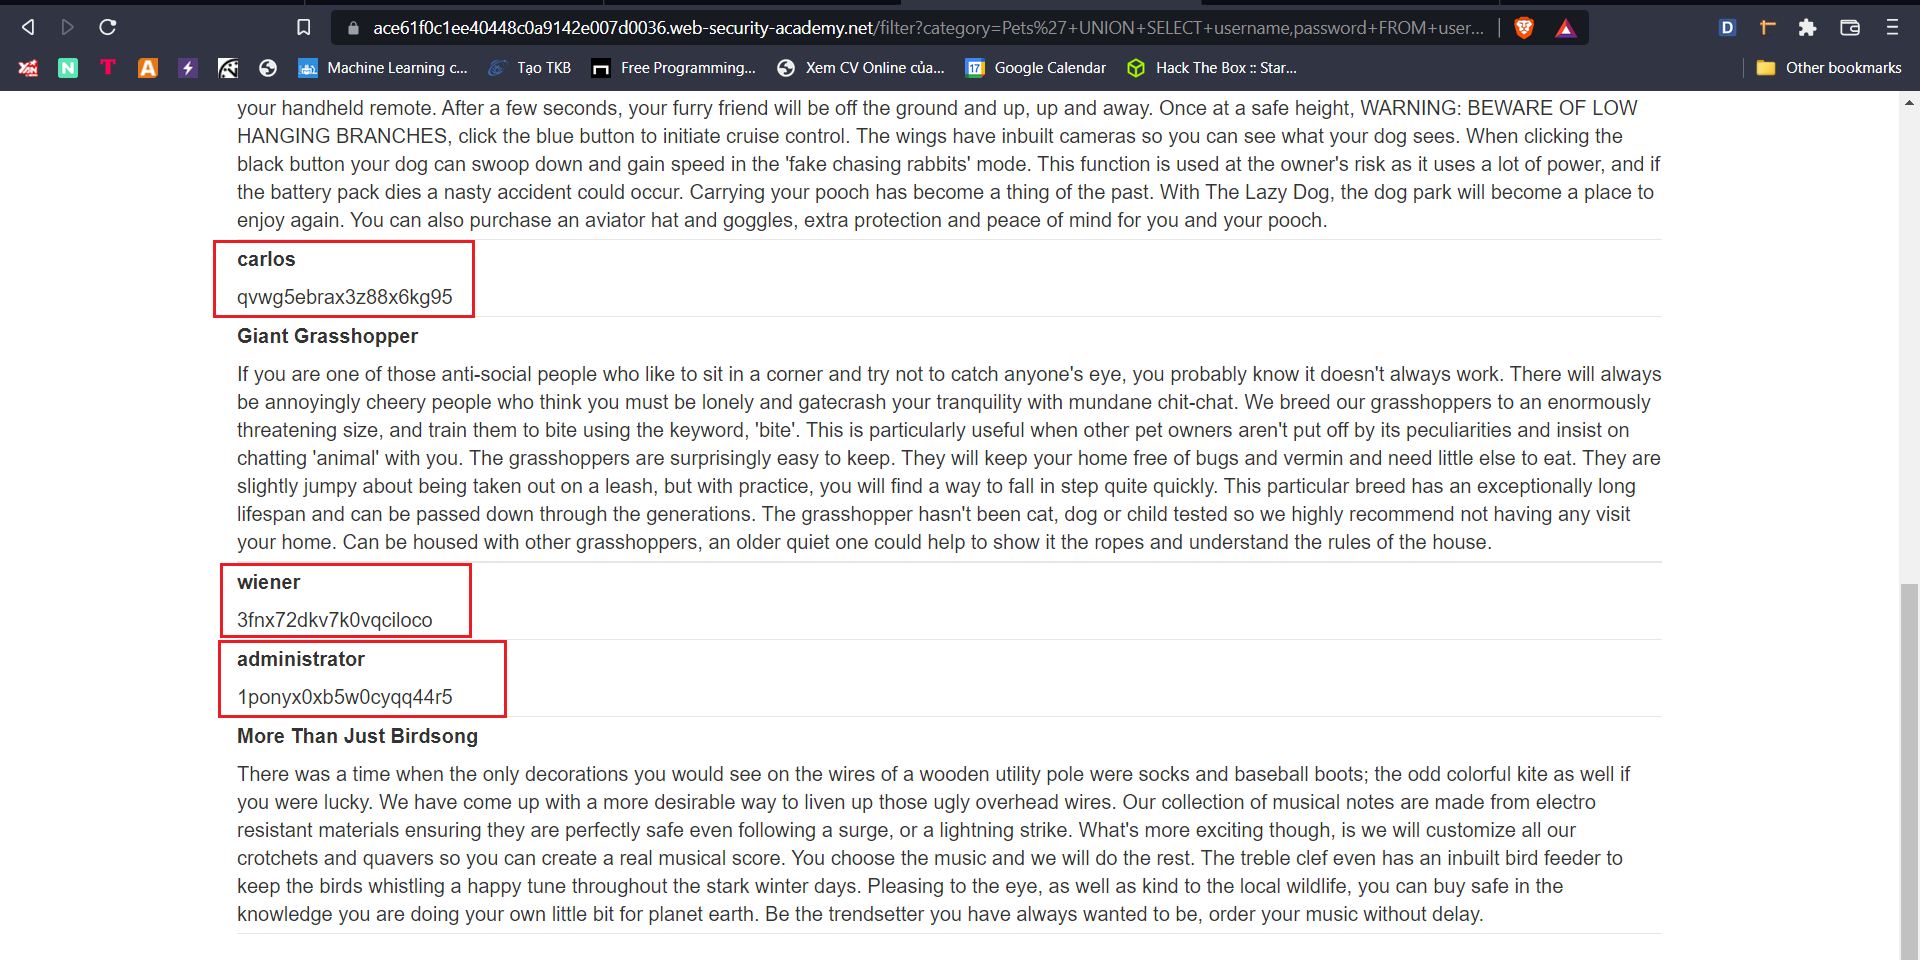 ace61f0c1ee40448c0a9142e007d0036.web-security-academy.net/filter?category=Pets%27+UNION+SELECT+username,password+FROM+user...
Machine Learning c... Tạo TKB Free Programming... Xem CV Online của... 17 Google Calendar Hack The Box :: Star... Other bookmarks
your handheld remote. After a few seconds, your furry friend will be off the ground and up, up and away. Once at a safe height, WARNING: BEWARE OF LOW
HANGING BRANCHES, click the blue button to initiate cruise control. The wings have inbuilt cameras so you can see what your dog sees. When clicking the
black button your dog can swoop down and gain speed in the 'fake chasing rabbits' mode. This function is used at the owner's risk as it uses a lot of power, and if
the battery pack dies a nasty accident could occur. Carrying your pooch has become a thing of the past. With The Lazy Dog, the dog park will become a place to
enjoy again. You can also purchase an aviator hat and goggles, extra protection and peace of mind for you and your pooch.
carlos
qvwg5ebrax3z88x6kg95
Giant Grasshopper
If you are one of those anti-social people who like to sit in a corner and try not to catch anyone's eye, you probably know it doesn't always work. There will always
be annoyingly cheery people who think you must be lonely and gatecrash your tranquility with mundane chit-chat. We breed our grasshoppers to an enormously
threatening size, and train them to bite using the keyword, 'bite'. This is particularly useful when other pet owners aren't put off by its peculiarities and insist on
chatting 'animal' with you. The grasshoppers are surprisingly easy to keep. They will keep your home free of bugs and vermin and need little else to eat. They are
slightly jumpy about being taken out on a leash, but with practice, you will find a way to fall in step quite quickly. This particular breed has an exceptionally long
lifespan and can be passed down through the generations. The grasshopper hasn't been cat, dog or child tested so we highly recommend not having any visit
your home. Can be housed with other grasshoppers, an older quiet one could help to show it the ropes and understand the rules of the house.
wiener
3fnx72dkv7k0vqciloco
administrator
1ponyx0xb5w0cyqq44r5
More Than Just Birdsong
There was a time when the only decorations you would see on the wires of a wooden utility pole were socks and baseball boots; the odd colorful kite as well if
you were lucky. We have come up with a more desirable way to liven up those ugly overhead wires. Our collection of musical notes are made from electro
resistant materials ensuring they are perfectly safe even following a surge, or a lightning strike. What's more exciting though, is we will customize all our
crotchets and quavers so you can create a real musical score. You choose the music and we will do the rest. The treble clef even has an inbuilt bird feeder to
keep the birds whistling a happy tune throughout the stark winter days. Pleasing to the eye, as well as kind to the local wildlife, you can buy safe in the
knowledge you are doing your own little bit for planet earth. Be the trendsetter you have always wanted to be, order your music without delay.